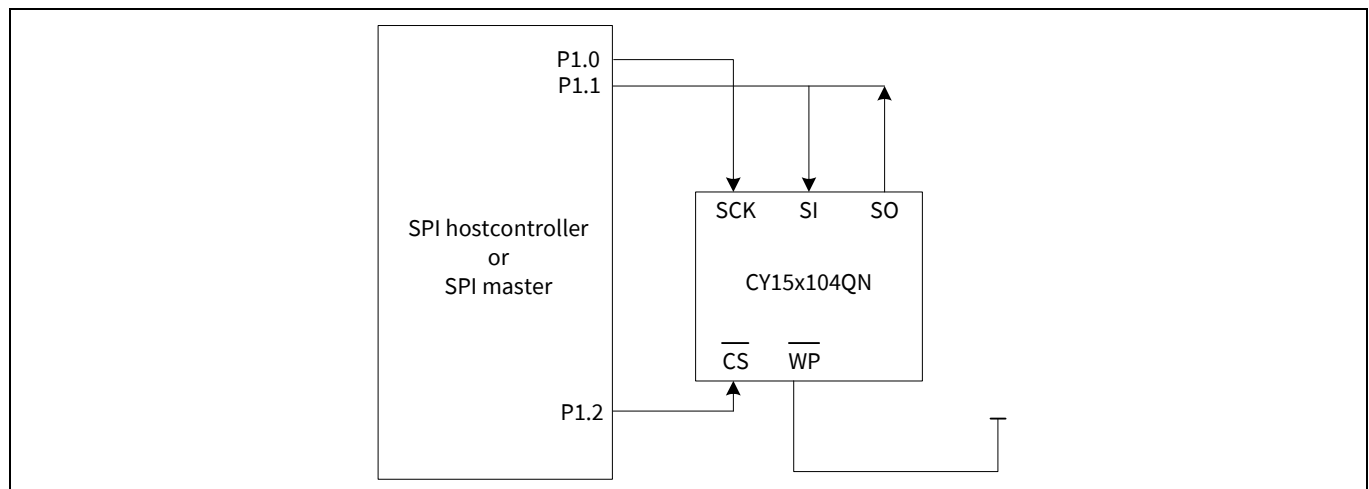 P1.0
P1.1
SPI hostcontroller
or
SPI master
P1.2
SCK SI SO
CY15x104QN
CS WP